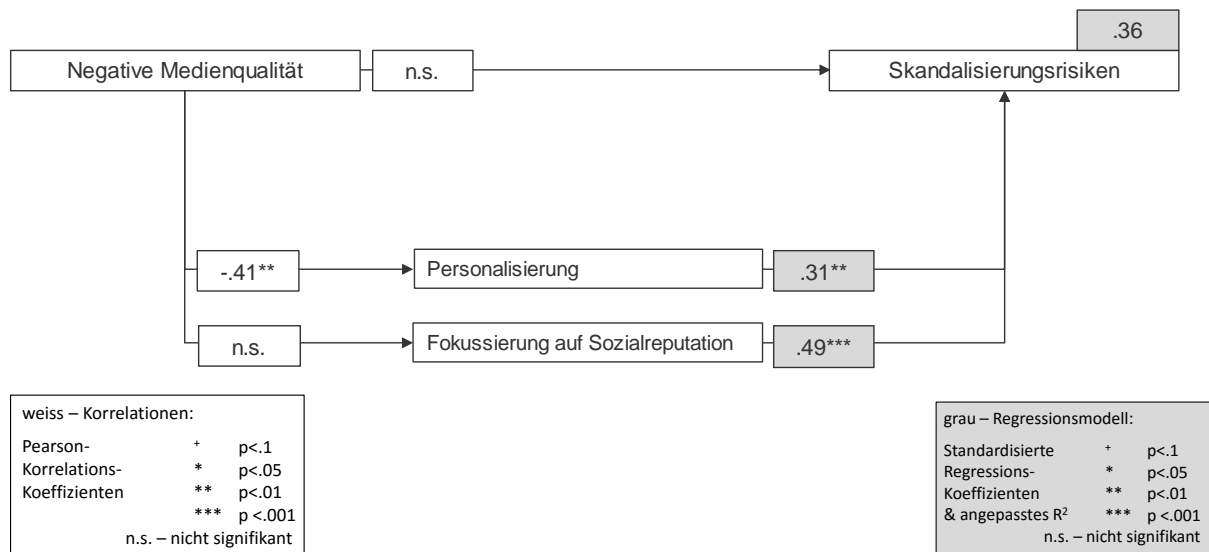 .36
Negative Medienqualität
n.s.
Skandalisierungsrisiken
-.41**
Personalisierung
.31**
n.s.
Fokussierung auf Sozialreputation
.49***
weiss – Korrelationen:
Pearson- + p<.1
Korrelations- * p<.05
Koeffizienten ** p<.01
*** p <.001
n.s. – nicht signifikant
grau – Regressionsmodell:
Standardisierte + p<.1
Regressions- * p<.05
Koeffizienten ** p<.01
& angepasstes R² *** p <.001
n.s. – nicht signifikant